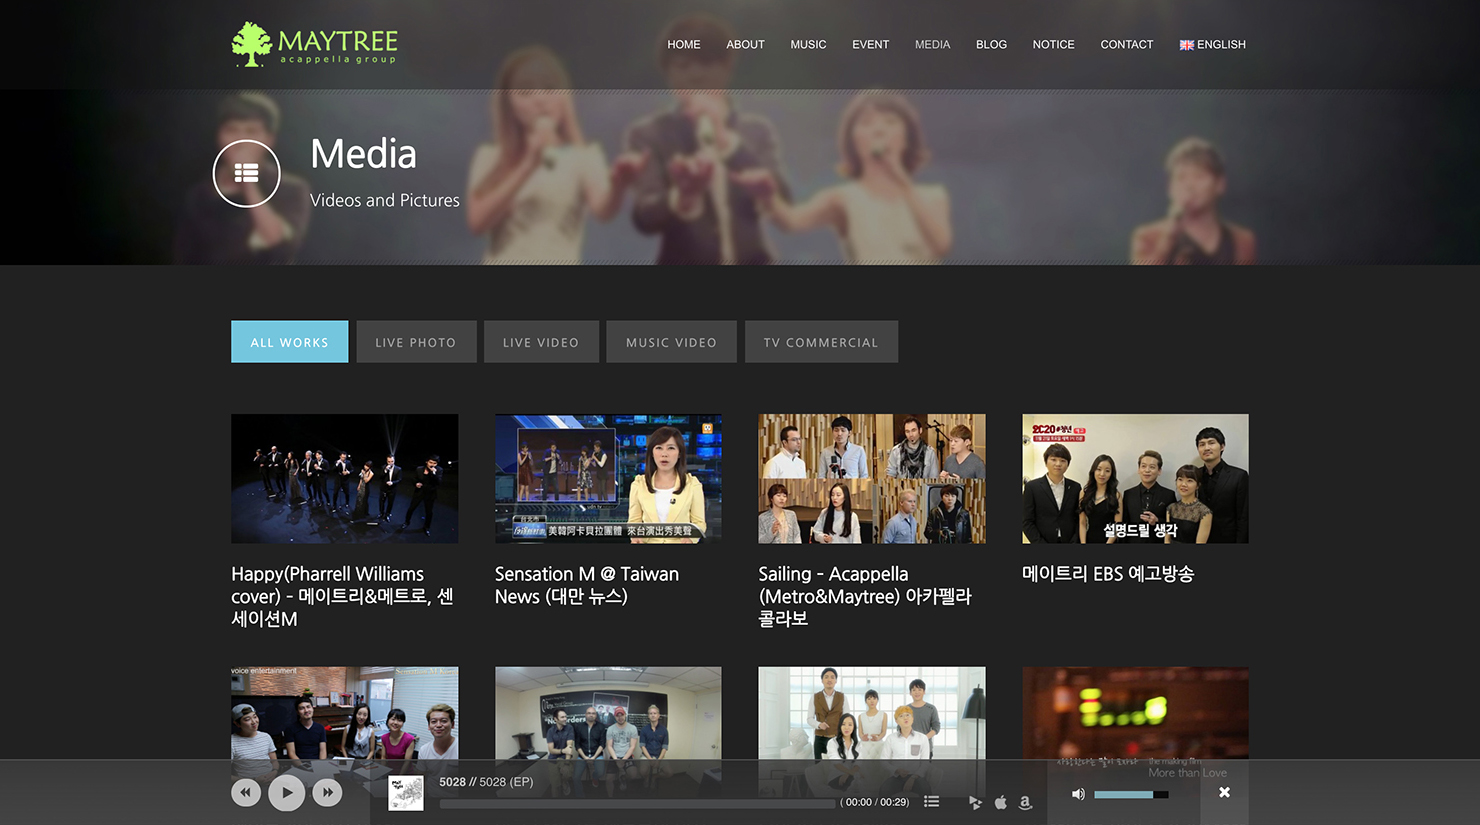 MAYTREE
acappella group
HOME ABOUT MUSIC EVENT MEDIA BLOG NOTICE CONTACT ENGLISH
Media
Videos and Pictures
ALL WORKS LIVE PHOTO LIVE VIDEO MUSIC VIDEO TV COMMERCIAL
美韓阿卡貝拉團體 來台演出秀美聲
설명드릴 생각
Happy(Pharrell Williams
cover) – 메이트리&메트로, 센
세이션M
Sensation M @ Taiwan
News (대만 뉴스)
Sailing – Acappella
(Metro&Maytree) 아카펠라
콜라보
메이트리 EBS 예고방송
voice entertainment
The making film
More than Love
5028 // 5028 (EP)
( 00:00 / 00:29)